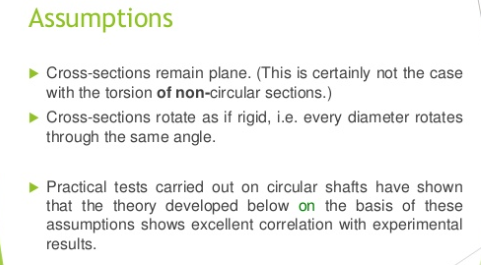 Assumptions
Cross-sections remain plane. (This is certainly not the case
with the torsion of non-circular sections.)
Cross-sections rotate as if rigid, i.e. every diameter rotates
through the same angle.
Practical tests carried out on circular shafts have shown
that the theory developed below on the basis of these
assumptions shows excellent correlation with experimental
results.